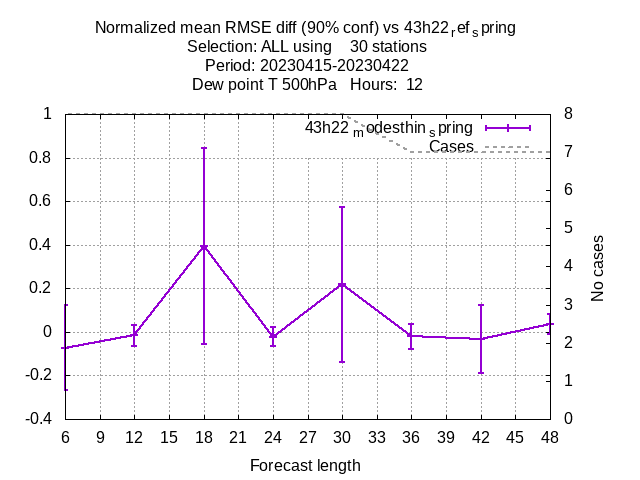 Normalized mean RMSE diff (90% conf) vs 43h22refspring
Selection: ALL using 30 stations
Period: 20230415-20230422
Dew point T 500hPa Hours: 12
43h22modesthinspring
Cases
1
0.8
0.6
0.4
0.2
0
-0.2
-0.4
8
7
6
5
4
3
2
1
0
No cases
6 9 12 15 18 21 24 27 30 33 36 39 42 45 48
Forecast length